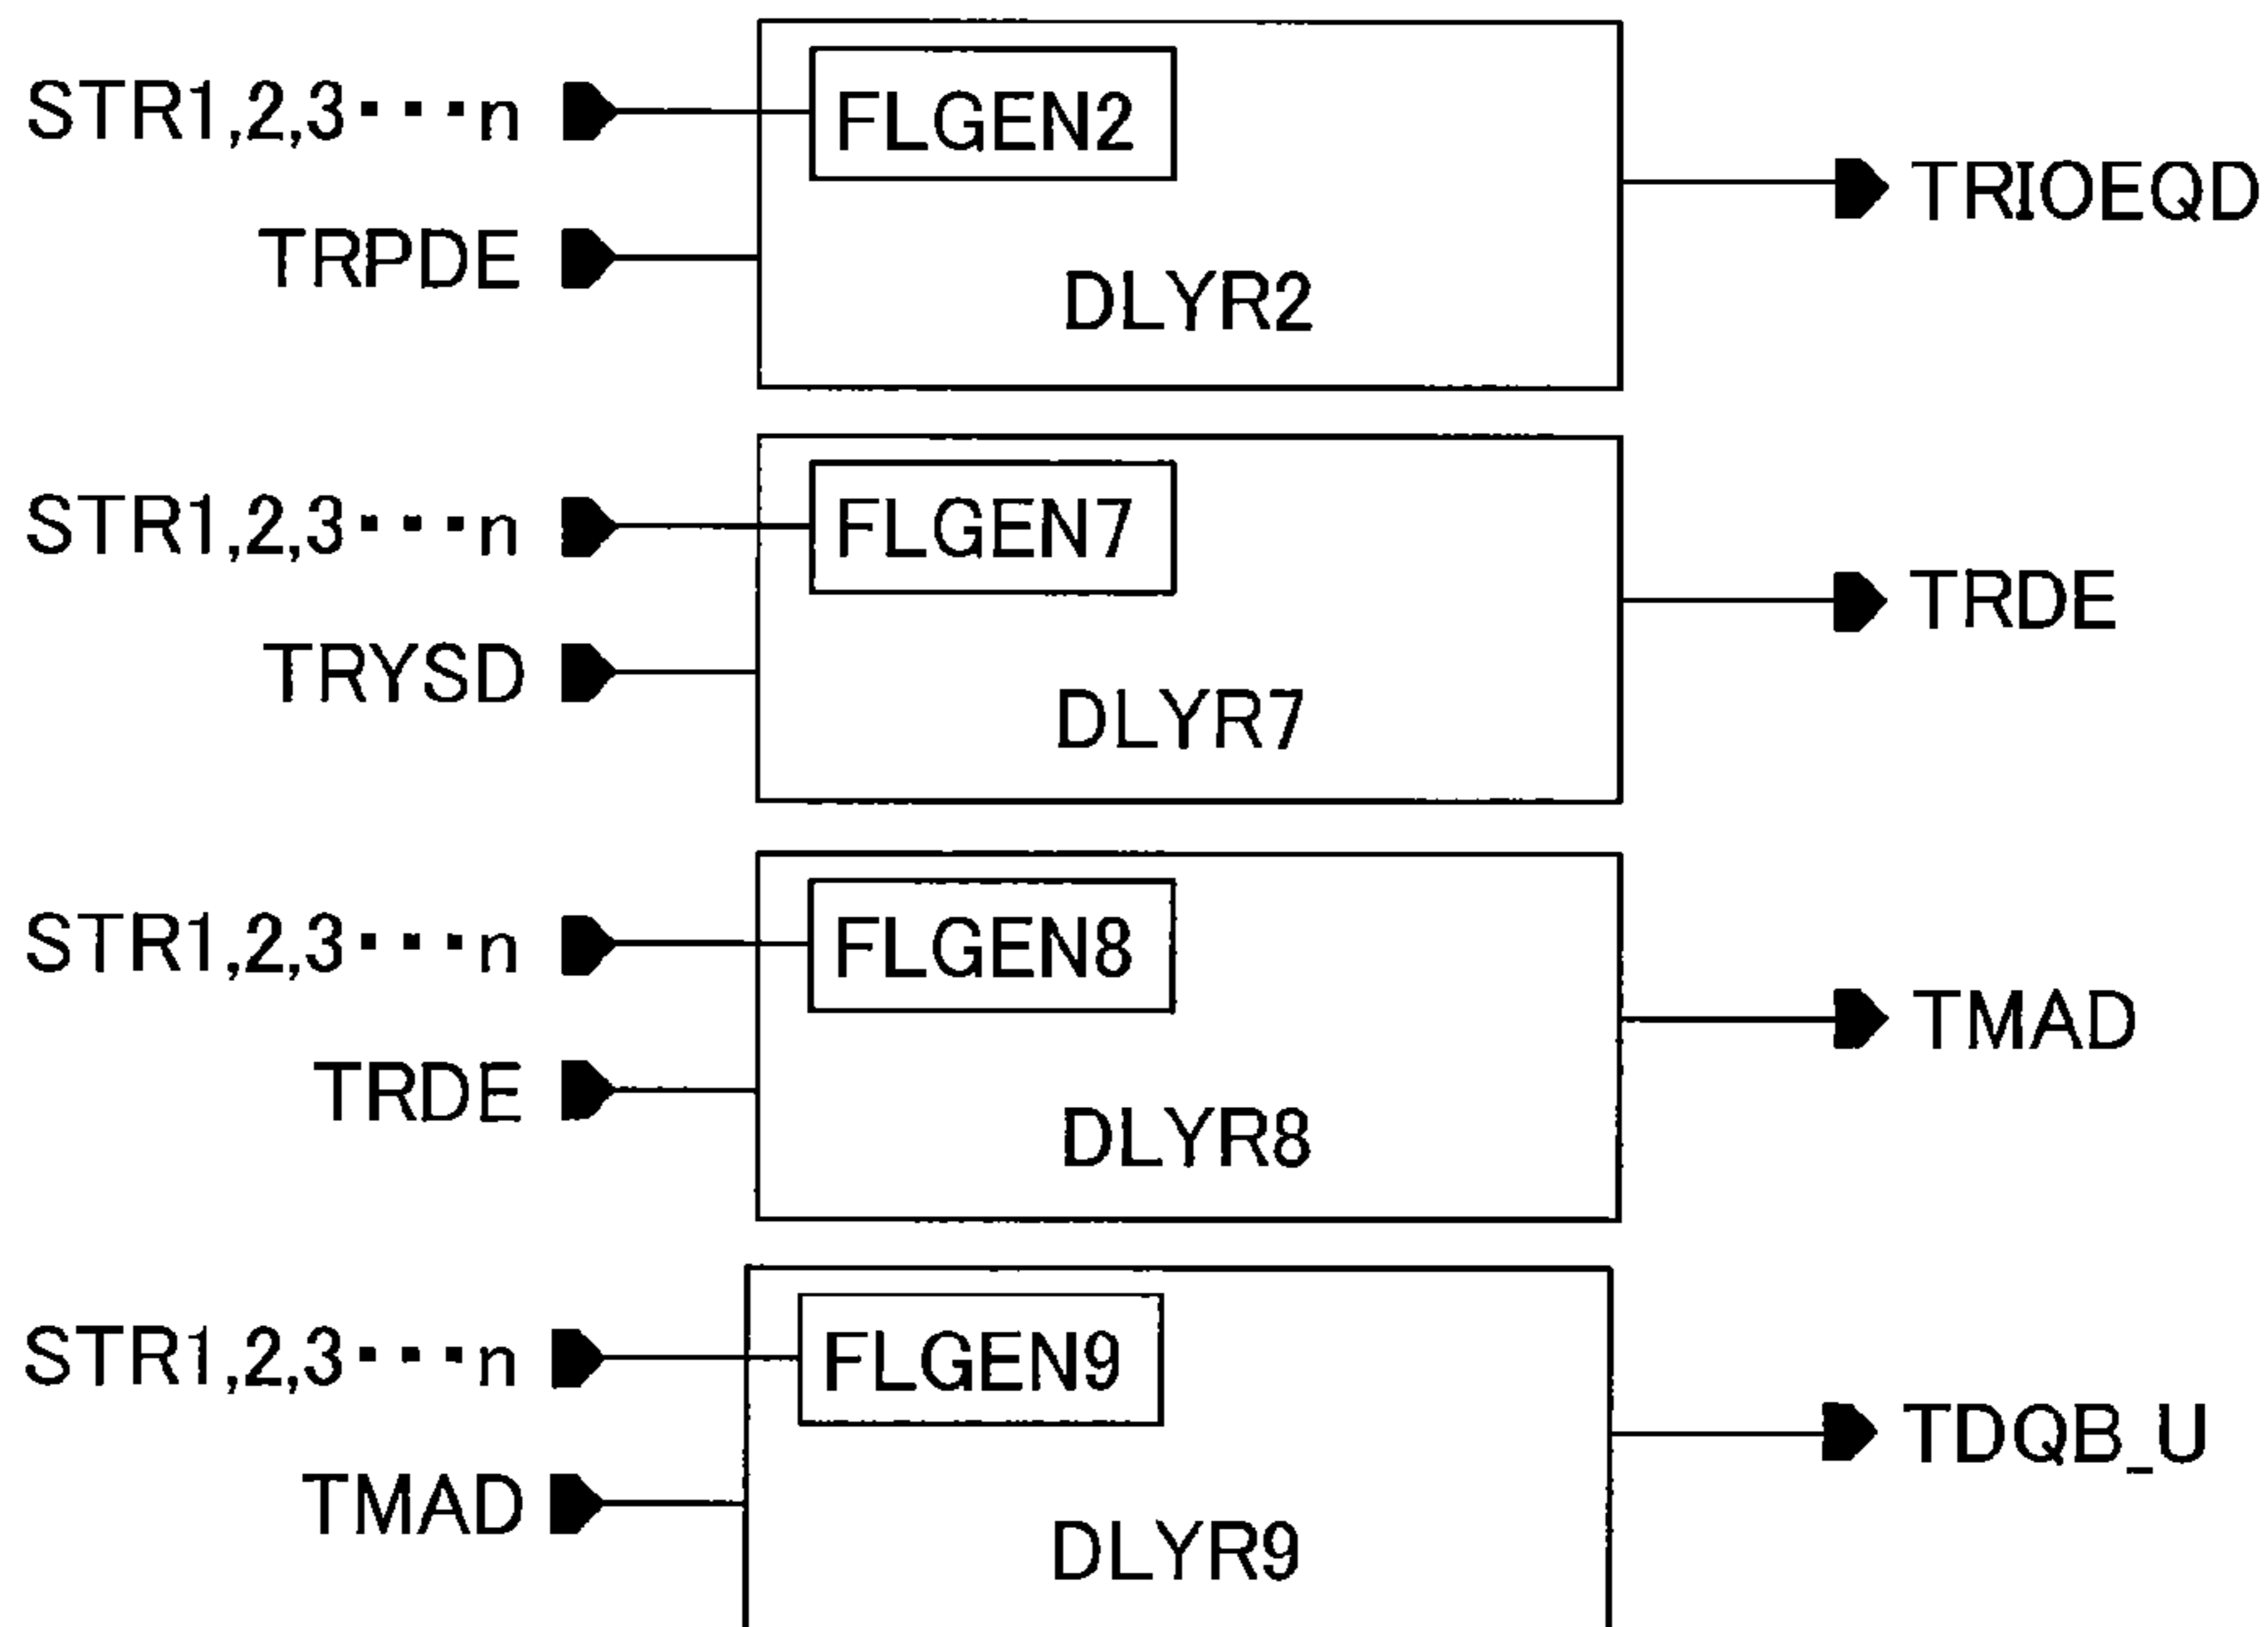 STR1,2,3・・・n
FLGEN2
TRIOEQD
TRPDE
DLYR2
STR1,2,3・・・n
FLGEN7
TRDE
TRYSD
DLYR7
STR1,2,3・・・n
FLGEN8
TMAD
TRDE
DLYR8
STR1,2,3・・・n
FLGEN9
TDQB_U
TMAD
DLYR9